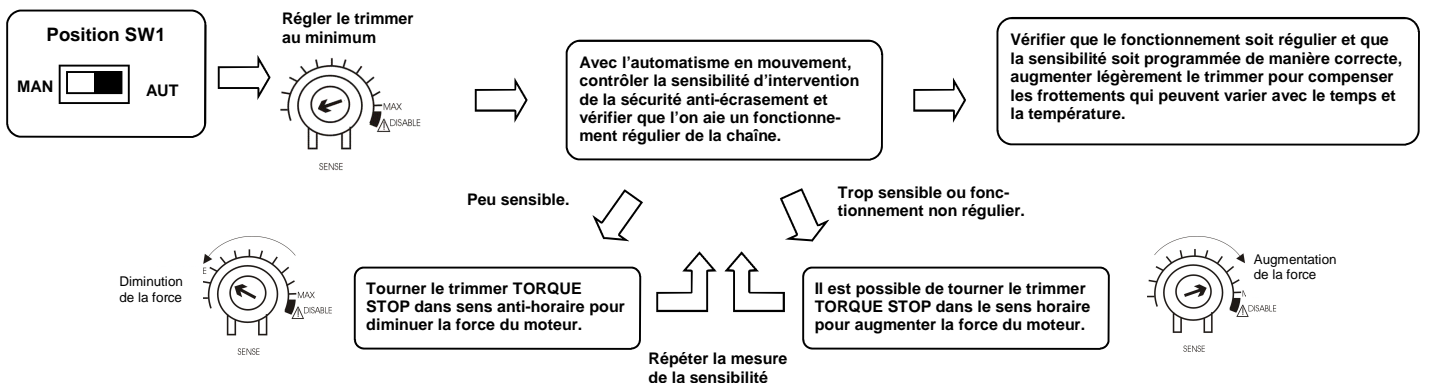 Position SW1
MAN
AUT
Régler le trimmer
au minimum
MAX
DISABLE
SENSE
Avec l'automatisme en mouvement,
contrôler la sensibilité d'intervention
de la sécurité anti-écrasement et
vérifier que l'on aie un fonctionne-
ment régulier de la chaîne.
Vérifier que le fonctionnement soit régulier et que
la sensibilité soit programmée de manière correcte,
augmenter légèrement le trimmer pour compenser
les frottements qui peuvent varier avec le temps et
la température.
Peu sensible.
Trop sensible ou fonc-
tionnement non régulier.
Diminution
de la force
E
MAX
DISABLE
SENSE
Tourner le trimmer TORQUE
STOP dans sens anti-horaire pour
diminuer la force du moteur.
Il est possible de tourner le trimmer
TORQUE STOP dans le sens horaire
pour augmenter la force du moteur.
Augmentation
de la force
DISABLE
SENSE
Répéter la mesure
de la sensibilité